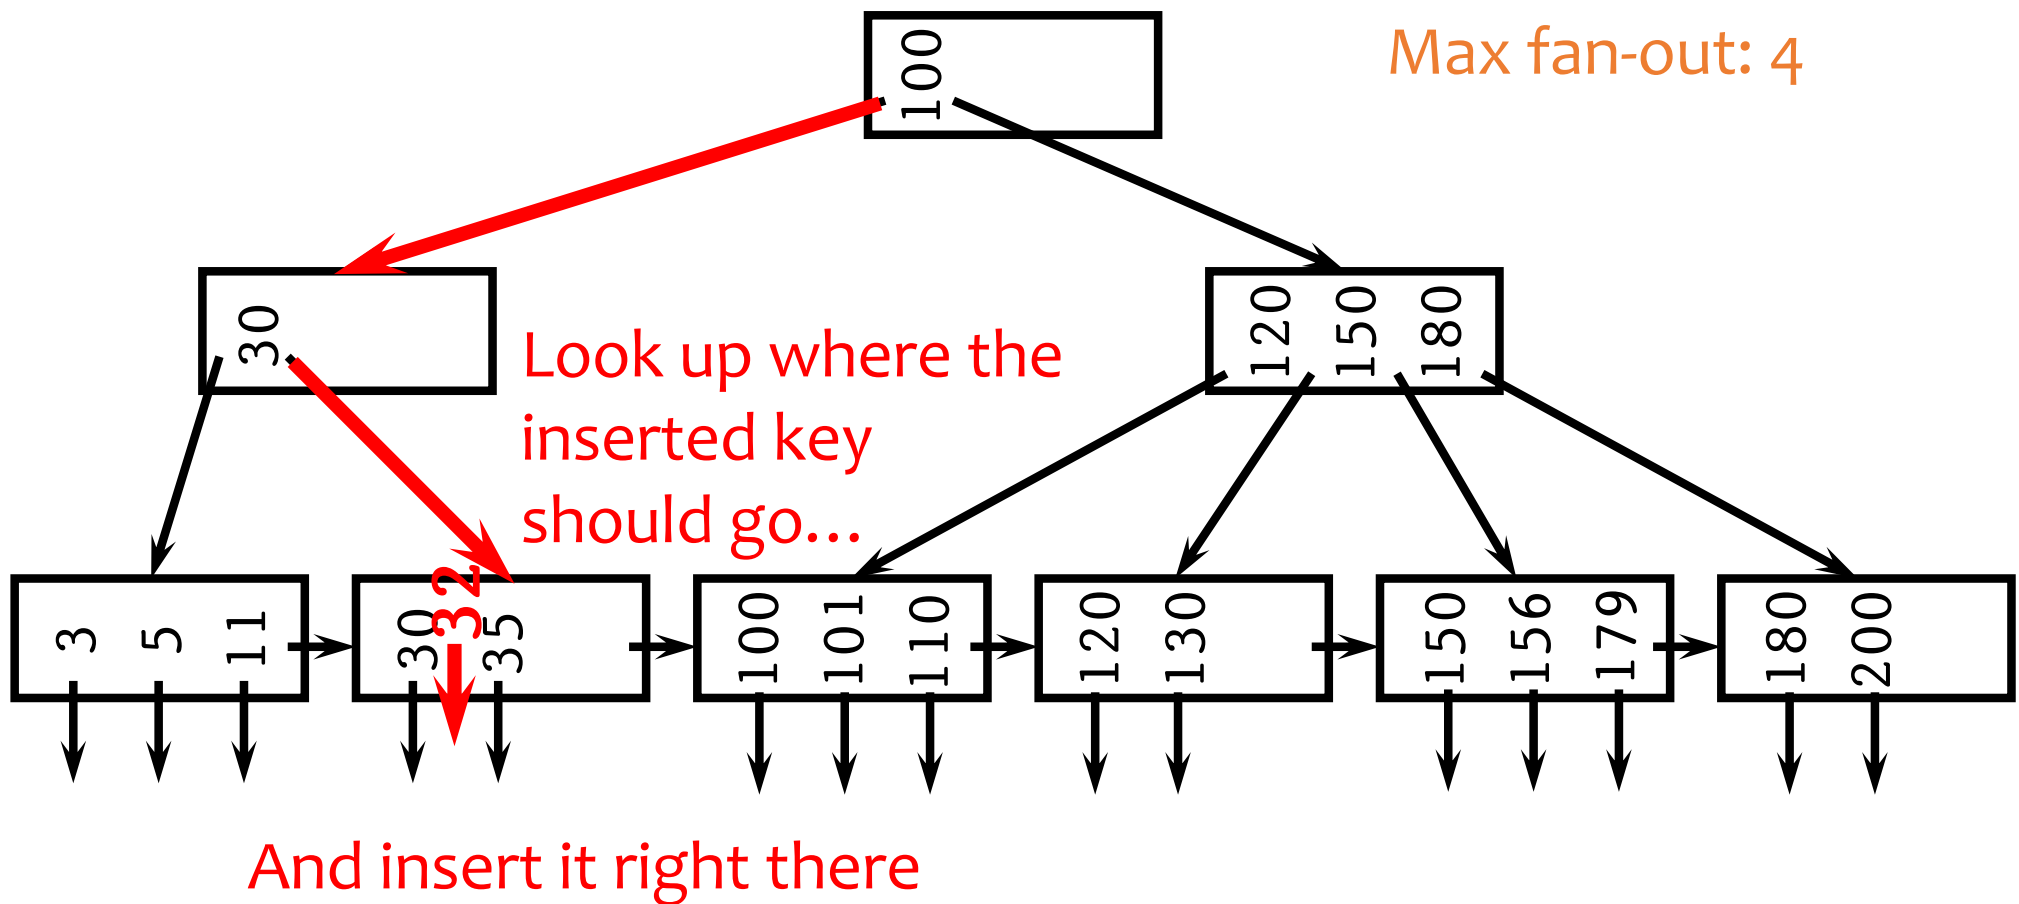 100
Max fan-out: 4
30
120 150 180
Look up where the
inserted key
should go...
3 5 11
30 32 35
100 101 110
120 130
150 156 179
180 200
And insert it right there